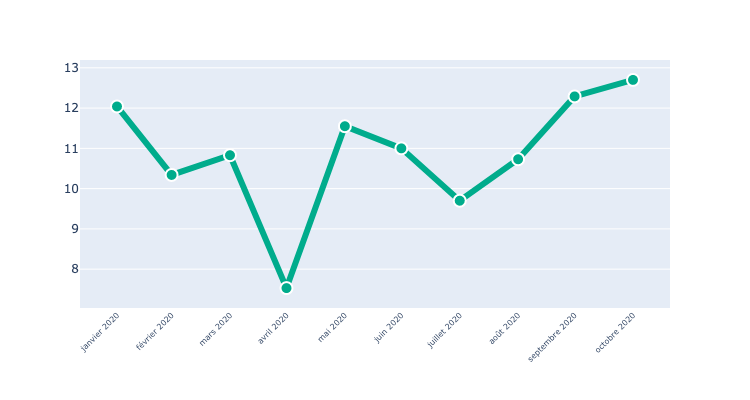 13
12
11
10
9
8
janvier 2020
février 2020
mars 2020
avril 2020
mai 2020
juin 2020
juillet 2020
août 2020
septembre 2020
octobre 2020